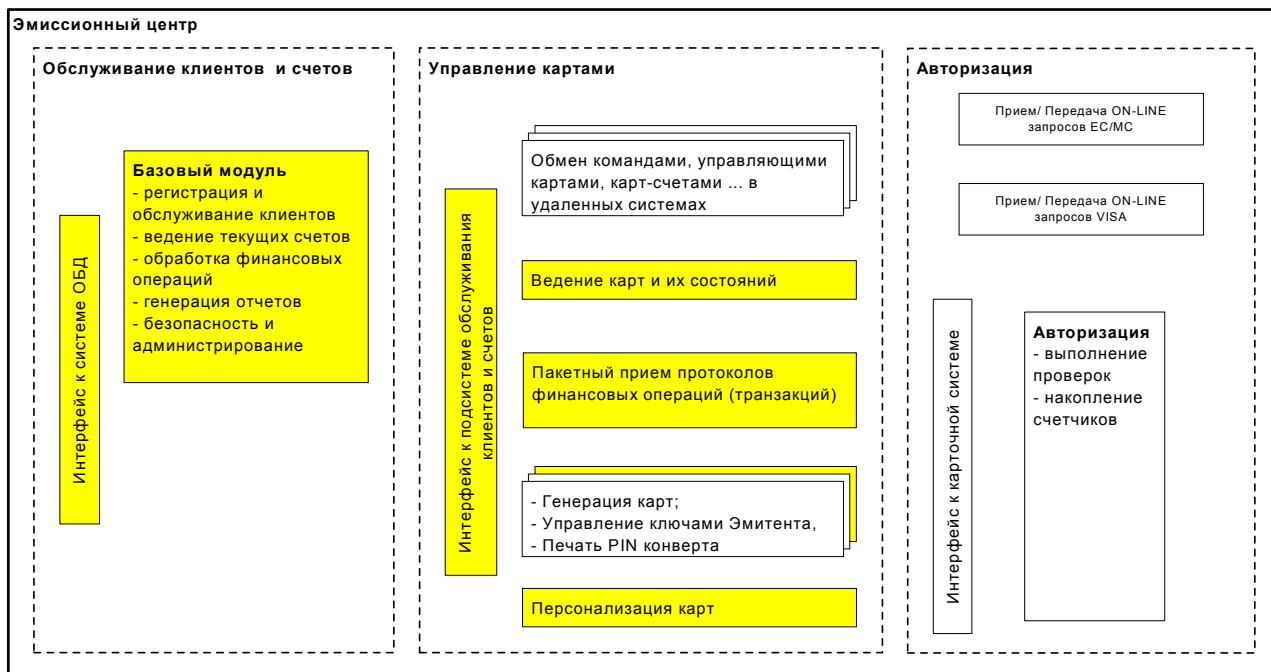 Эмиссионный центр
Обслуживание клиентов и счетов
Интерфейс к системе ОБД
Базовый модуль
- регистрация и
обслуживание клиентов
- ведение текущих счетов
- обработка финансовых
операций
- генерация отчетов
- безопасность и
администрирование
Управление картами
Интерфейс к подсистеме обслуживания
клиентов и счетов
Обмен командами, управляющими
картами, карт-счетами ... в
удаленных системах
Ведение карт и их состояний
Пакетный прием протоколов
финансовых операций (транзакций)
- Генерация карт;
- Управление ключами Эмитента,
- Печать PIN конверта
Персонализация карт
Авторизация
Прием/ Передача ON-LINE
запросов EC/MC
Прием/ Передача ON-LINE
запросов VISA
Интерфейс к карточной системе
Авторизация
- выполнение
проверок
- накопление
счетчиков